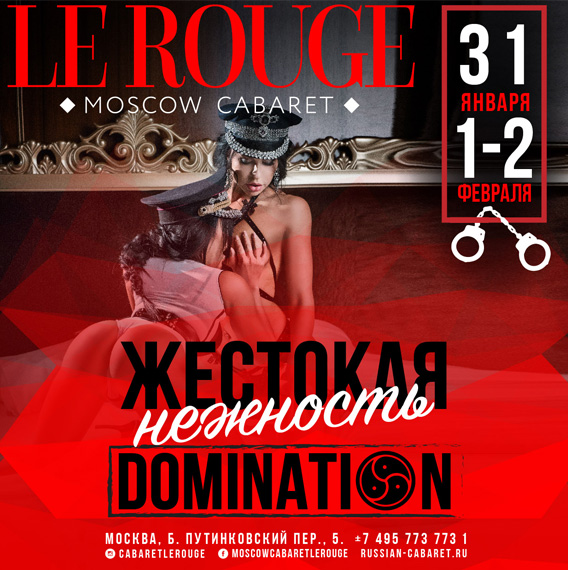 LE ROUGE
MOSCOW CABARET
31
ЯНВАРЯ
1-2
ФЕВРАЛЯ
ЖЕСТОКАЯ
нежность
DOMINATION
МОСКВА, Б. ПУТИНКОВСКИЙ ПЕР., 5. +7 495 773 773 1
CABARETLEROUGE MOSCOWCABARETLEROUGE RUSSIAN-CABARET.RU